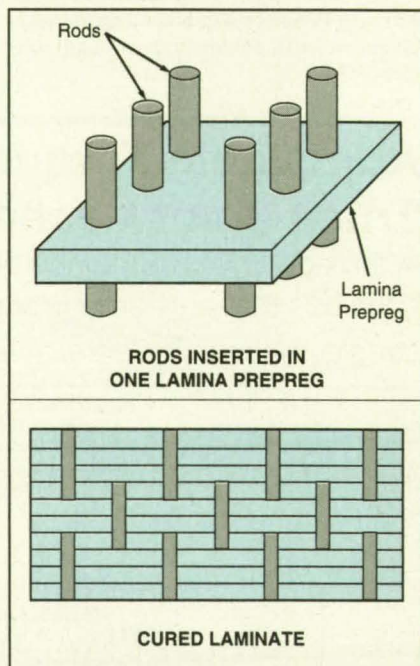 Rods
Lamina
Prepreg
RODS INSERTED IN
ONE LAMINA PREPREG
CURED LAMINATE